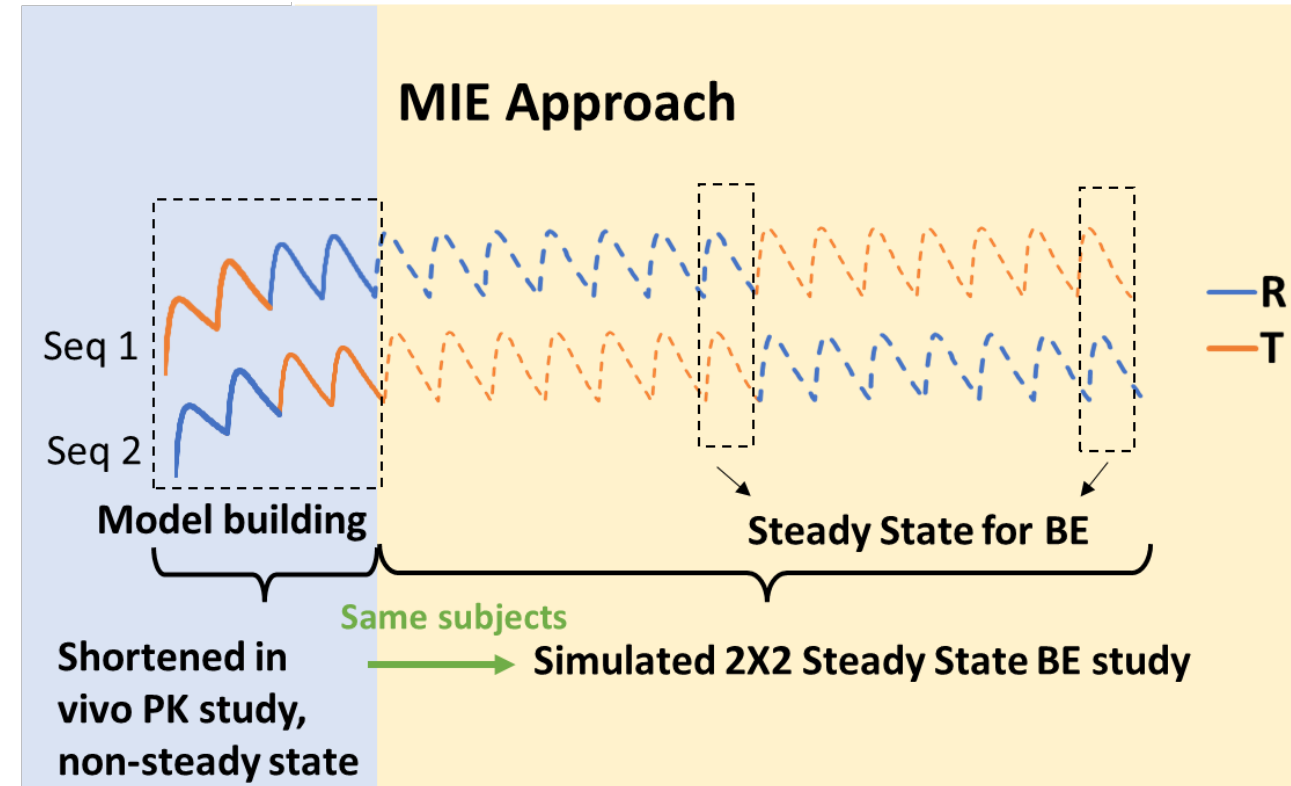 MIE Approach
R
T
Seq 1
Seq 2
Model building
Steady State for BE
Same subjects
Shortened in
vivo PK study,
non-steady state
Simulated 2X2 Steady State BE study